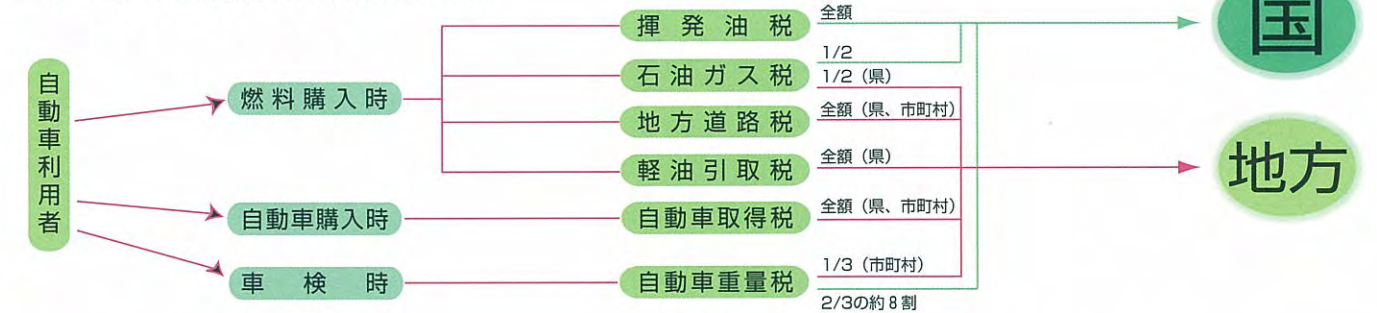 自動車利用者
燃料購入時
自動車購入時
車検時
揮発油税
石油ガス税
地方道路税
軽油引取税
自動車取得税
自動車重量税
全額
1/2
1/2（県）
全額（県、市町村）
全額（県）
全額（県、市町村）
1/3（市町村）
2/3の約8割
国
地方